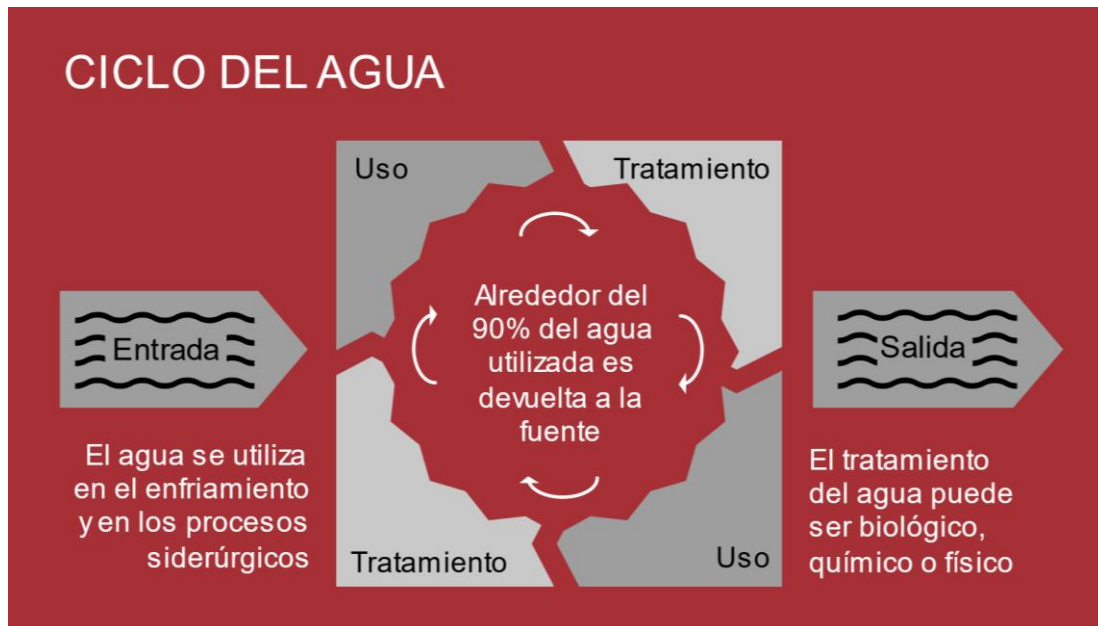 CICLO DEL AGUA
Uso
Tratamiento
Entrada
Alrededor del
90% del agua
utilizada es
devuelta a la
fuente
Salida
El agua se utiliza
en el enfriamiento
y en los procesos
siderúrgicos
El tratamiento
del agua puede
ser biológico,
químico o físico
Tratamiento
Uso